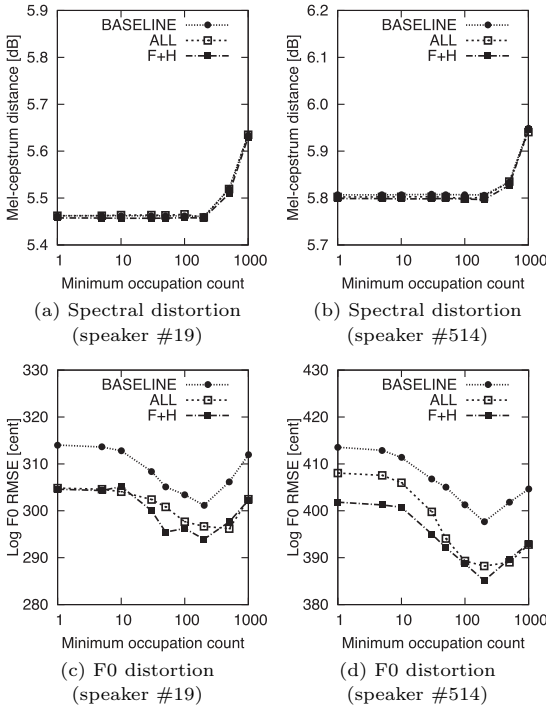 5.9
5.8
5.7
5.6
5.5
5.4
Mel-cepstrum distance [dB]
BASELINE
ALL
F+H
1 10 100 1000
Minimum occupation count
(a) Spectral distortion
(speaker #19)
6.2
6.1
6.0
5.9
5.8
5.7
Mel-cepstrum distance [dB]
BASELINE
ALL
F+H
1 10 100 1000
Minimum occupation count
(b) Spectral distortion
(speaker #514)
330
320
310
300
290
280
Log F0 RMSE [cent]
BASELINE
ALL
F+H
1 10 100 1000
Minimum occupation count
(c) F0 distortion
(speaker #19)
430
420
410
400
390
380
Log F0 RMSE [cent]
BASELINE
ALL
F+H
1 10 100 1000
Minimum occupation count
(d) F0 distortion
(speaker #514)